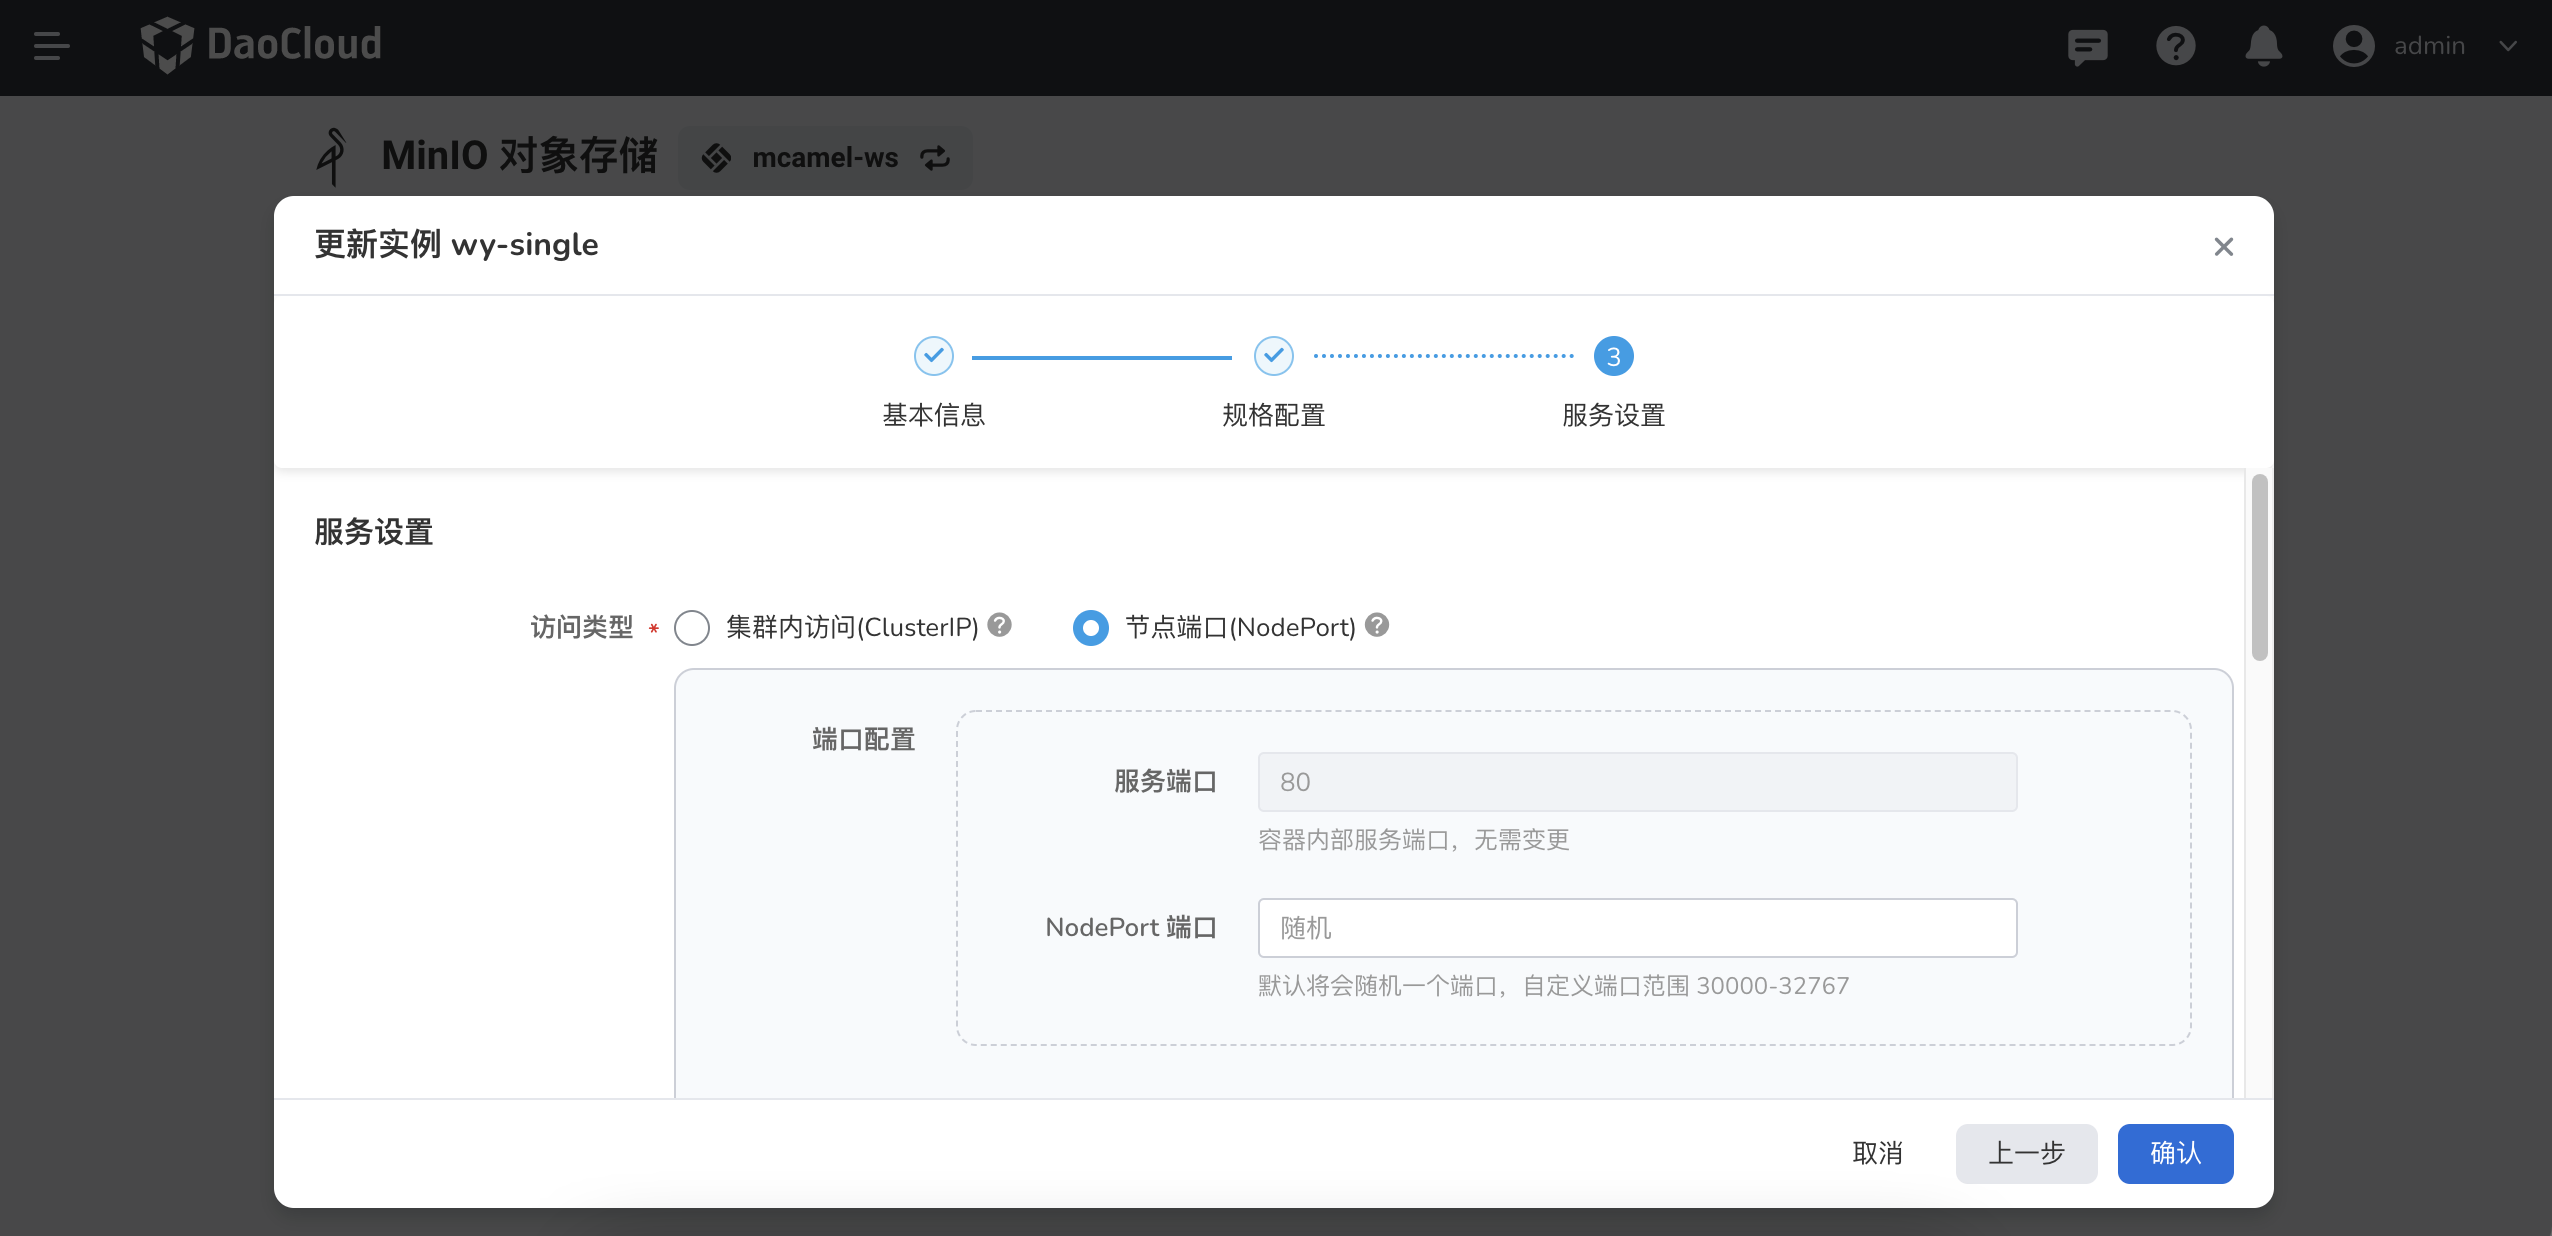 DaoCloud
admin
MinIO 对象存储
mcamel-ws
更新实例 wy-single
3
基本信息
规格配置
服务设置
服务设置
访问类型 * 集群内访问(ClusterIP) ? 节点端口(NodePort) ?
端口配置
服务端口 80
容器内部服务端口，无需变更
NodePort 端口 随机
默认将会随机一个端口，自定义端口范围 30000-32767
取消 上一步 确认